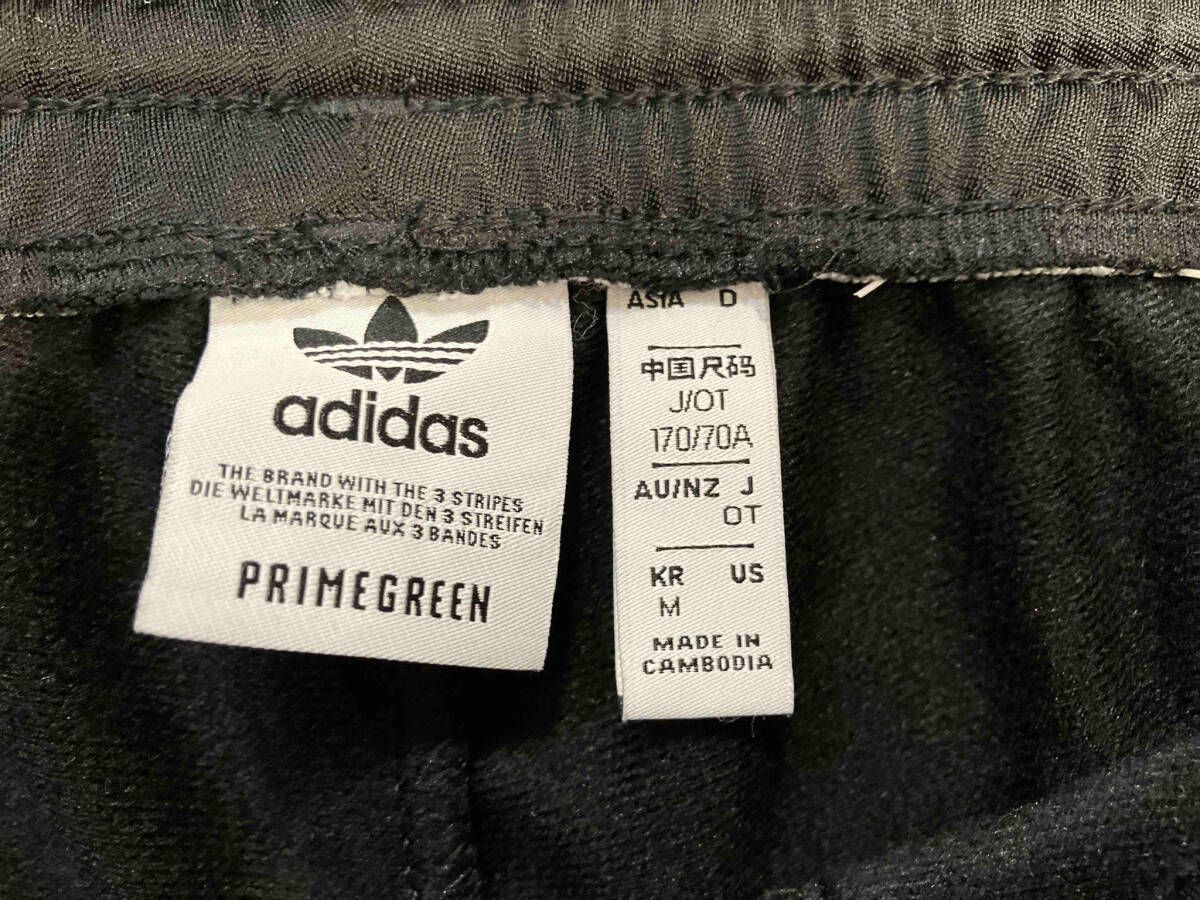 adidas
THE BRAND WITH THE 3 STRIPES
DIE WELTMARKE MIT DEN 3 STREIFEN
LA MARQUE AUX 3 BANDES
PRIMEGREEN
ASIA D
中国尺码
J/OT
170/70A
AU/NZ J
OT
KR US
M
MADE IN
CAMBODIA